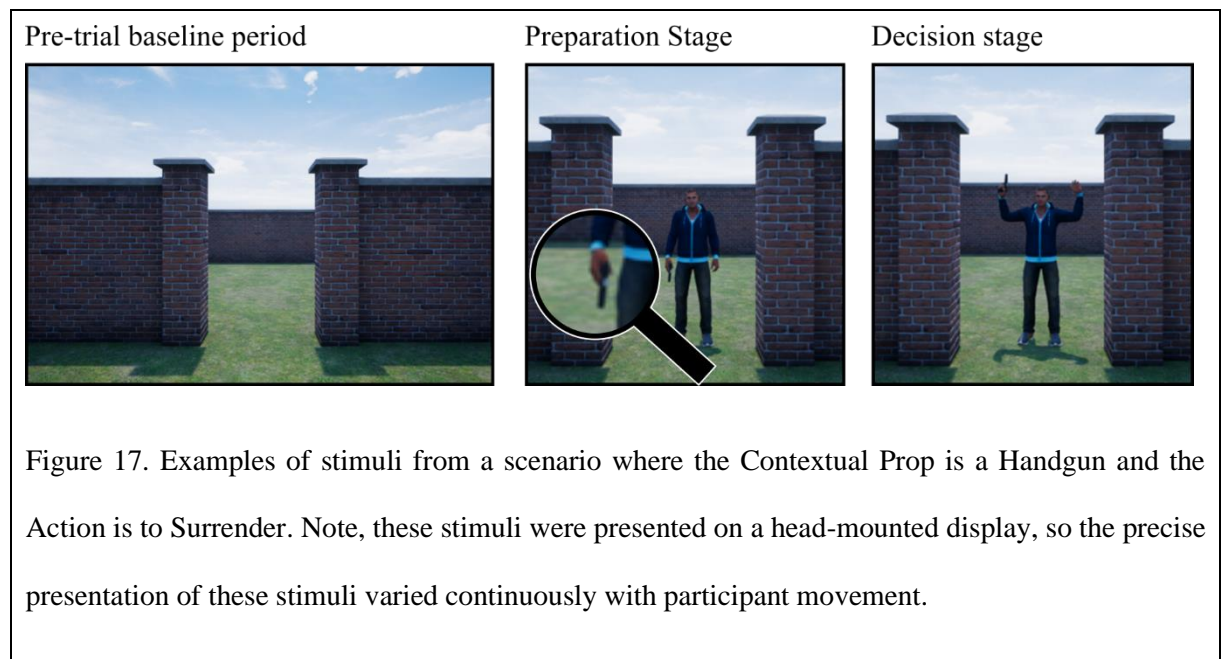 Pre-trial baseline period
Preparation Stage
Decision stage
Figure 17. Examples of stimuli from a scenario where the Contextual Prop is a Handgun and the
Action is to Surrender. Note, these stimuli were presented on a head-mounted display, so the precise
presentation of these stimuli varied continuously with participant movement.